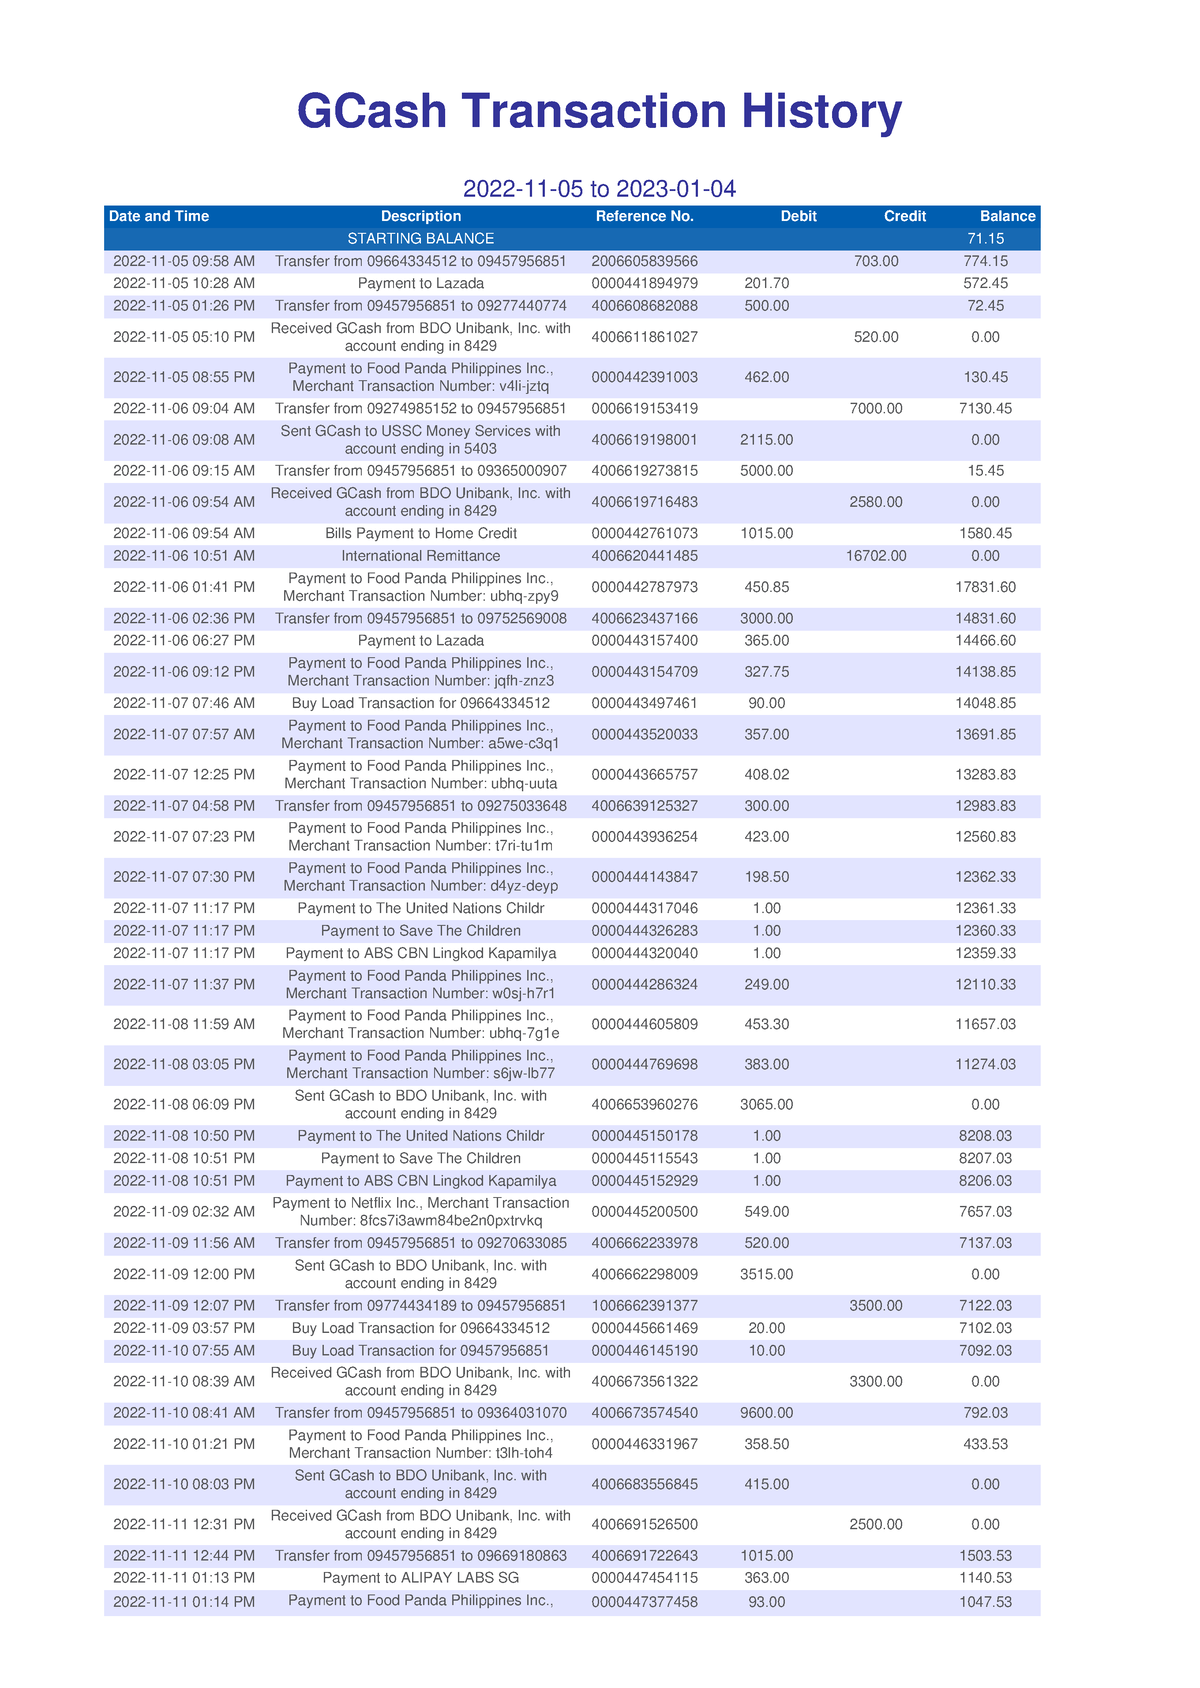 GCash Transaction History
2022-11-05 to 2023-01-04
Date and Time Description Reference No. Debit Credit Balance
STARTING BALANCE 71.15
2022-11-05 09:58 AM Transfer from 09664334512 to 09457956851 2006605839566 703.00 774.15
2022-11-05 10:28 AM Payment to Lazada 0000441894979 201.70 572.45
2022-11-05 01:26 PM Transfer from 09457956851 to 09277440774 4006608682088 500.00 72.45
Received GCash from BDO Unibank, Inc. with
2022-11-05 05:10 PM 4006611861027 520.00 0.00
account ending in 8429
Payment to Food Panda Philippines Inc.,
2022-11-05 08:55 PM 0000442391003 462.00 130.45
Merchant Transaction Number: v4li-jztq
2022-11-06 09:04 AM Transfer from 09274985152 to 09457956851 0006619153419 7000.00 7130.45
Sent GCash to USSC Money Services with
2022-11-06 09:08 AM 4006619198001 2115.00 0.00
account ending in 5403
2022-11-06 09:15 AM Transfer from 09457956851 to 09365000907 4006619273815 5000.00 15.45
Received GCash from BDO Unibank, Inc. with
2022-11-06 09:54 AM 4006619716483 2580.00 0.00
account ending in 8429
2022-11-06 09:54 AM Bills Payment to Home Credit 0000442761073 1015.00 1580.45
2022-11-06 10:51 AM International Remittance 4006620441485 16702.00 0.00
Payment to Food Panda Philippines Inc.,
2022-11-06 01:41 PM 0000442787973 450.85 17831.60
Merchant Transaction Number: ubhq-zpy9
2022-11-06 02:36 PM Transfer from 09457956851 to 09752569008 4006623437166 3000.00 14831.60
2022-11-06 06:27 PM Payment to Lazada 0000443157400 365.00 14466.60
Payment to Food Panda Philippines Inc.,
2022-11-06 09:12 PM 0000443154709 327.75 14138.85
Merchant Transaction Number: jqfh-znz3
2022-11-07 07:46 AM Buy Load Transaction for 09664334512 0000443497461 90.00 14048.85
Payment to Food Panda Philippines Inc.,
2022-11-07 07:57 AM 0000443520033 357.00 13691.85
Merchant Transaction Number: a5we-c3q1
Payment to Food Panda Philippines Inc.,
2022-11-07 12:25 PM 0000443665757 408.02 13283.83
Merchant Transaction Number: ubhq-uuta
2022-11-07 04:58 PM Transfer from 09457956851 to 09275033648 4006639125327 300.00 12983.83
Payment to Food Panda Philippines Inc.,
2022-11-07 07:23 PM 0000443936254 423.00 12560.83
Merchant Transaction Number: t7ri-tu1m
Payment to Food Panda Philippines Inc.,
2022-11-07 07:30 PM 0000444143847 198.50 12362.33
Merchant Transaction Number: d4yz-deyp
2022-11-07 11:17 PM Payment to The United Nations Childr 0000444317046 1.00 12361.33
2022-11-07 11:17 PM Payment to Save The Children 0000444326283 1.00 12360.33
2022-11-07 11:17 PM Payment to ABS CBN Lingkod Kapamilya 0000444320040 1.00 12359.33
Payment to Food Panda Philippines Inc.,
2022-11-07 11:37 PM 0000444286324 249.00 12110.33
Merchant Transaction Number: w0sj-h7r1
Payment to Food Panda Philippines Inc.,
2022-11-08 11:59 AM 0000444605809 453.30 11657.03
Merchant Transaction Number: ubhq-7g1e
Payment to Food Panda Philippines Inc.,
2022-11-08 03:05 PM 0000444769698 383.00 11274.03
Merchant Transaction Number: s6jw-lb77
Sent GCash to BDO Unibank, Inc. with
2022-11-08 06:09 PM 4006653960276 3065.00 0.00
account ending in 8429
2022-11-08 10:50 PM Payment to The United Nations Childr 0000445150178 1.00 8208.03
2022-11-08 10:51 PM Payment to Save The Children 0000445115543 1.00 8207.03
2022-11-08 10:51 PM Payment to ABS CBN Lingkod Kapamilya 0000445152929 1.00 8206.03
Payment to Netflix Inc., Merchant Transaction
2022-11-09 02:32 AM 0000445200500 549.00 7657.03
Number: 8fcs7i3awm84be2n0pxtrvkq
2022-11-09 11:56 AM Transfer from 09457956851 to 09270633085 4006662233978 520.00 7137.03
Sent GCash to BDO Unibank, Inc. with
2022-11-09 12:00 PM 4006662298009 3515.00 0.00
account ending in 8429
2022-11-09 12:07 PM Transfer from 09774434189 to 09457956851 1006662391377 3500.00 7122.03
2022-11-09 03:57 PM Buy Load Transaction for 09664334512 0000445661469 20.00 7102.03
2022-11-10 07:55 AM Buy Load Transaction for 09457956851 0000446145190 10.00 7092.03
Received GCash from BDO Unibank, Inc. with
2022-11-10 08:39 AM 4006673561322 3300.00 0.00
account ending in 8429
2022-11-10 08:41 AM Transfer from 09457956851 to 09364031070 4006673574540 9600.00 792.03
Payment to Food Panda Philippines Inc.,
2022-11-10 01:21 PM 0000446331967 358.50 433.53
Merchant Transaction Number: t3lh-toh4
Sent GCash to BDO Unibank, Inc. with
2022-11-10 08:03 PM 4006683556845 415.00 0.00
account ending in 8429
Received GCash from BDO Unibank, Inc. with
2022-11-11 12:31 PM 4006691526500 2500.00 0.00
account ending in 8429
2022-11-11 12:44 PM Transfer from 09457956851 to 09669180863 4006691722643 1015.00 1503.53
2022-11-11 01:13 PM Payment to ALIPAY LABS SG 0000447454115 363.00 1140.53
2022-11-11 01:14 PM Payment to Food Panda Philippines Inc., 0000447377458 93.00 1047.53